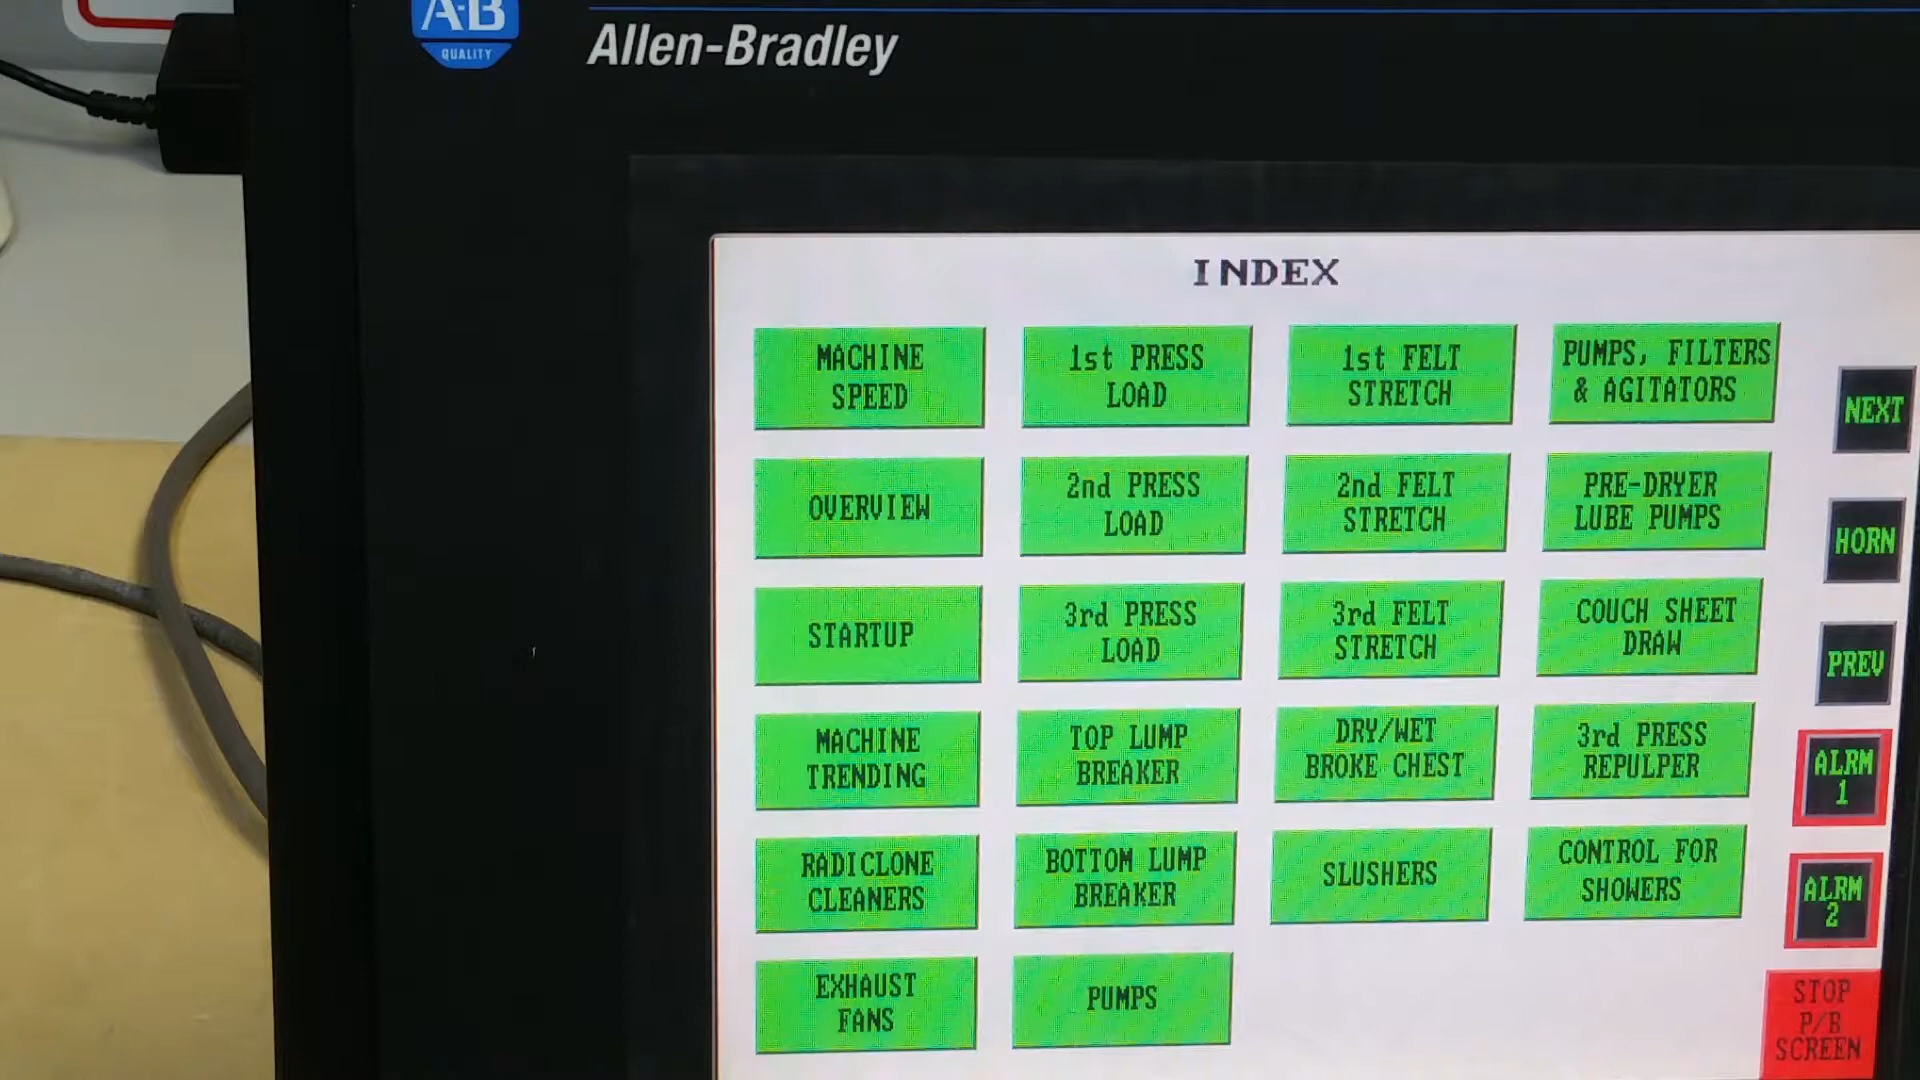 A-B
QUALITY
Allen-Bradley
INDEX
MACHINE
SPEED
1st PRESS
LOAD
1st FELT
STRETCH
PUMPS, FILTERS
& AGITATORS
NEXT
OVERVIEW
2nd PRESS
LOAD
2nd FELT
STRETCH
PRE-DRYER
LUBE PUMPS
HORN
STARTUP
3rd PRESS
LOAD
3rd FELT
STRETCH
COUCH SHEET
DRAW
PREV
MACHINE
TRENDING
TOP LUMP
BREAKER
DRY/WET
BROKE CHEST
3rd PRESS
REPULPER
ALRM
1
RADICLONE
CLEANERS
BOTTOM LUMP
BREAKER
SLUSHERS
CONTROL FOR
SHOWERS
ALRM
2
EXHAUST
FANS
PUMPS
STOP
P/B
SCREEN